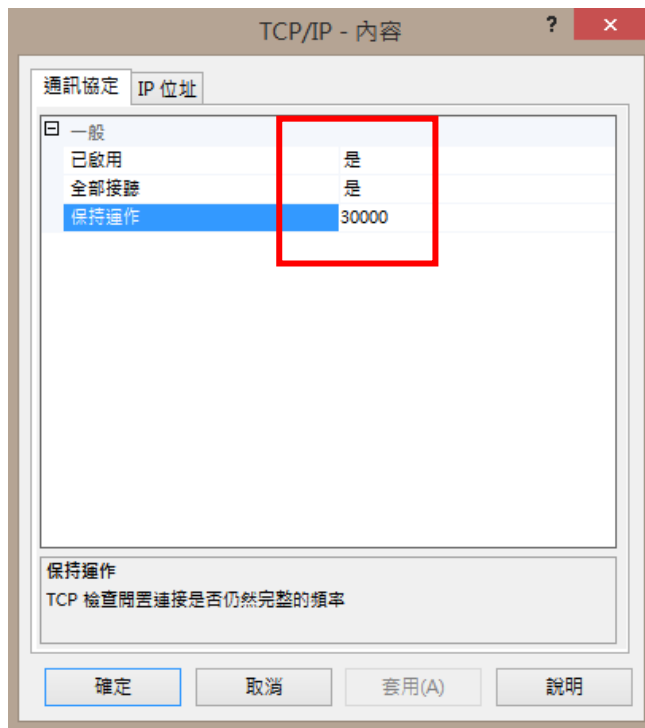 TCP/IP - 內容
?
×
通訊協定 IP 位址
一般
已啟用 是
全部接聽 是
保持運作 30000
保持運作
TCP 檢查閒置連接是否仍然完整的頻率
確定 取消 套用(A) 說明